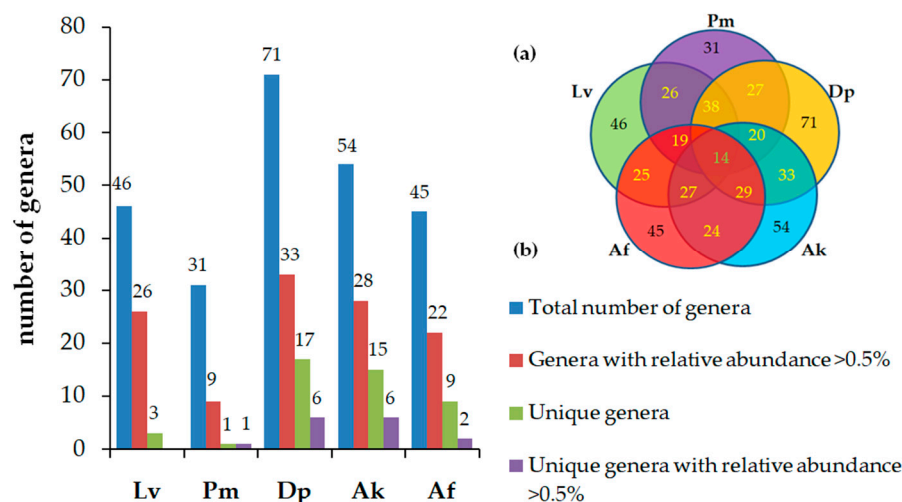 number of genera
80
70
60
50
40
30
20
10
0
46
26
3
31
9
1
1
71
33
17
6
54
28
15
6
45
22
9
2
Lv
Pm
Dp
Ak
Af
(a)
Pm
31
Lv
Dp
26
27
38
46
71
19
20
14
25
33
27
29
45
24
54
Af
Ak
(b)
Total number of genera
Genera with relative abundance >0.5%
Unique genera
Unique genera with relative abundance
>0.5%